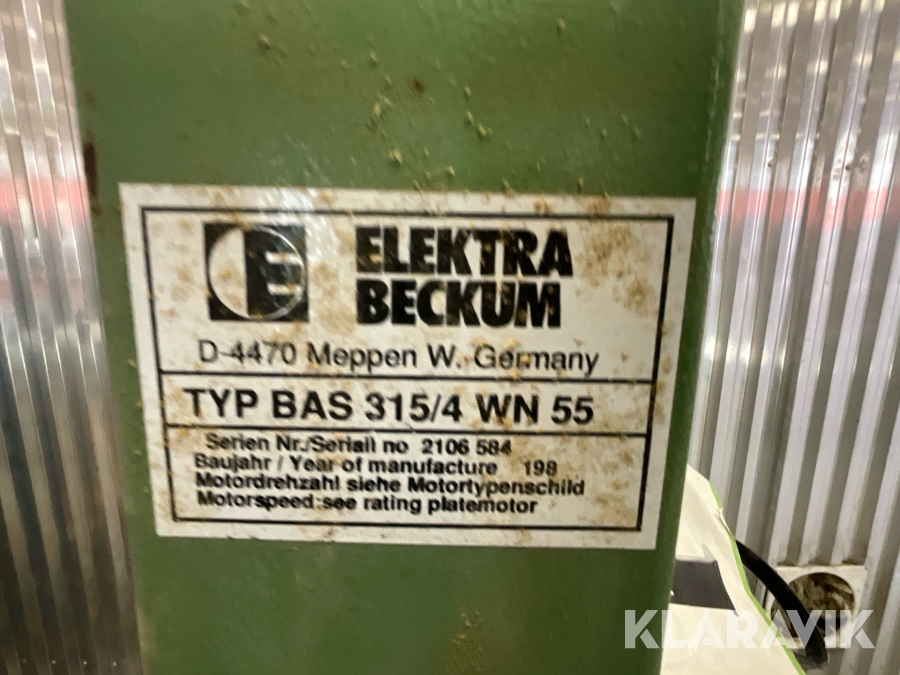 E
ELEKTRA
BECKUM
D-4470 Meppen W. Germany
TYP BAS 315/4 WN 55
Serien Nr./Seriall no 2106 584
Baujahr / Year of manufacture 198
Motordrehzahl siehe Motortypenschild
Motorspeed:see rating platemotor
KLARAVIK